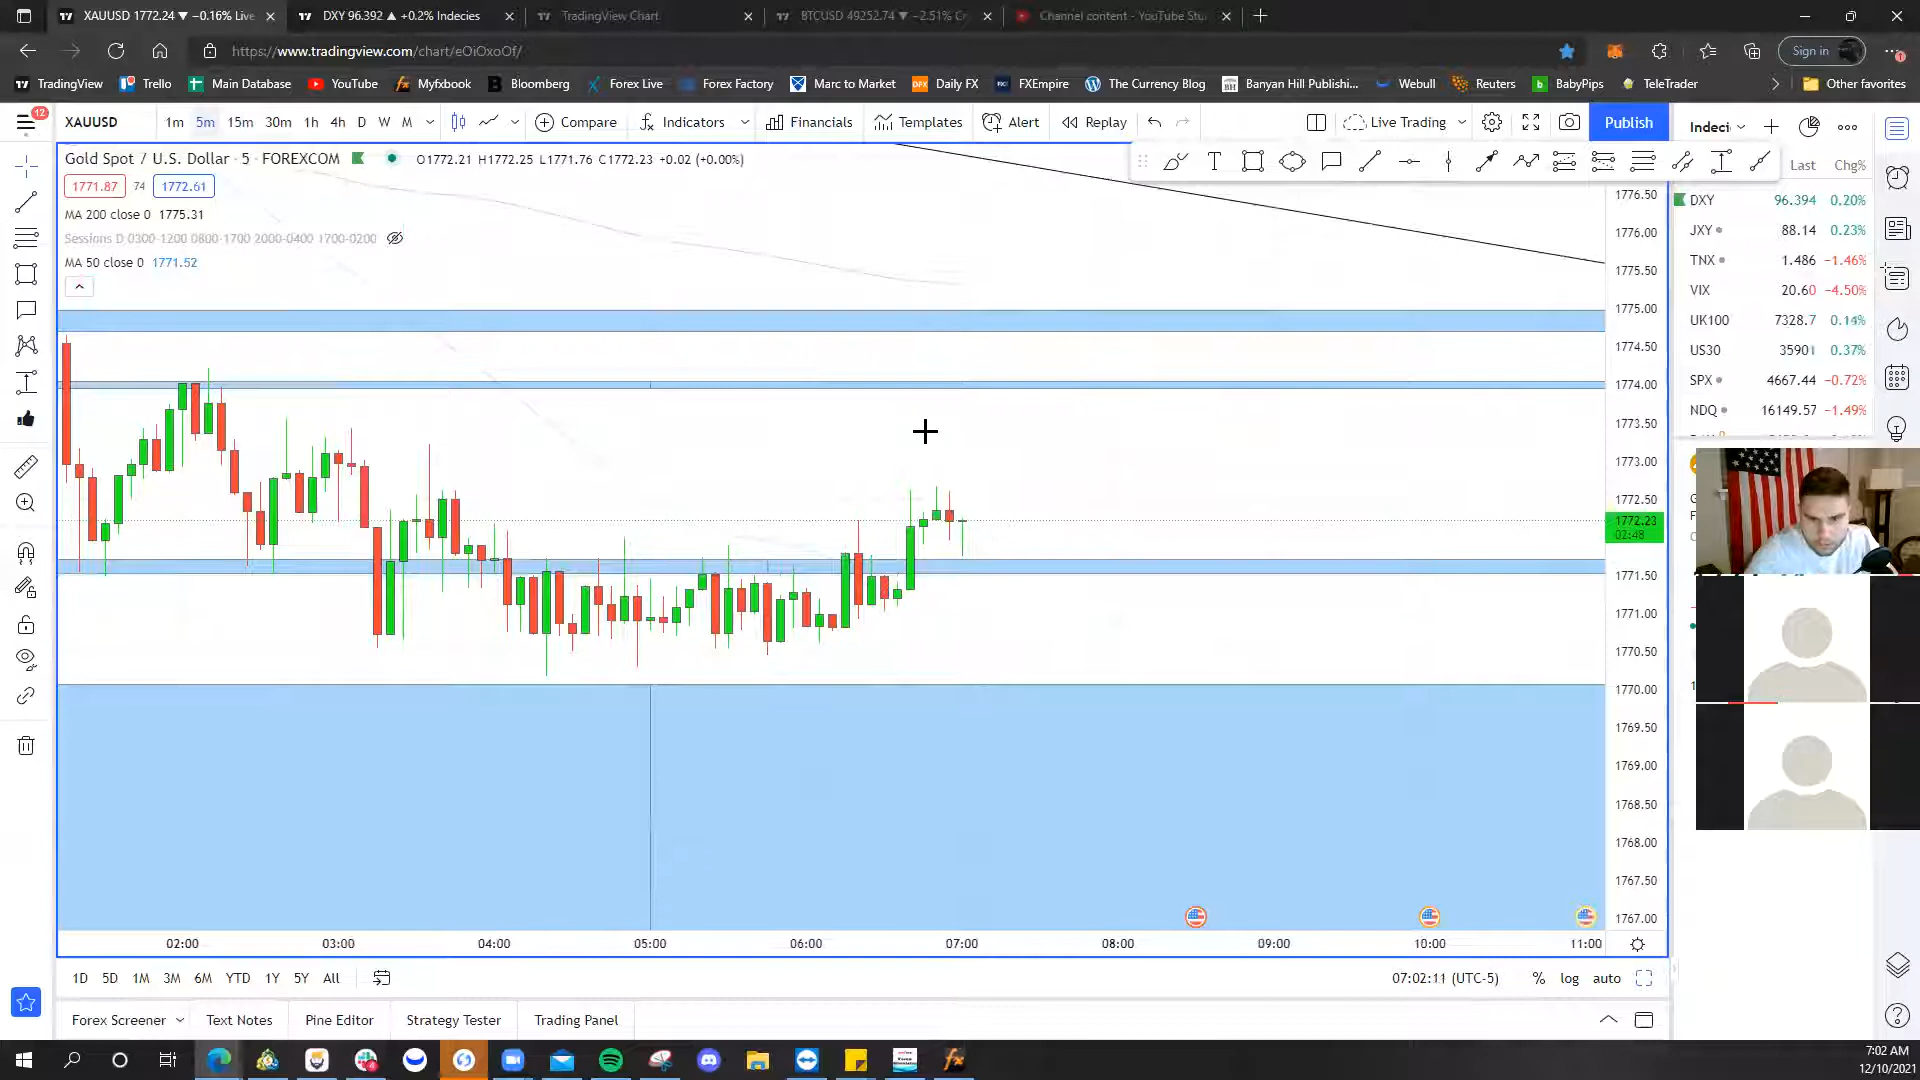 XAUUSD 1772.24 ▼ −0.16% Live
DXY 96.392 ▲ +0.2% Indecies
TradingView Chart
BTCUSD 49252.74 ▼ −2.51% Cr
Channel content - YouTube Stu
https://www.tradingview.com/chart/eOiOxoOf/
Sign in
TradingView
Trello
Main Database
YouTube
Myfxbook
Bloomberg
Forex Live
Forex Factory
Marc to Market
Daily FX
FXEmpire
The Currency Blog
Banyan Hill Publishi...
Webull
Reuters
BabyPips
TeleTrader
Other favorites
12
XAUUSD
1m 5m 15m 30m 1h 4h D W M
Compare
Indicators
Financials
Templates
Alert
Replay
Live Trading
Publish
Indeci
Gold Spot / U.S. Dollar · 5 · FOREXCOM
O1772.21 H1772.25 L1771.76 C1772.23 +0.02 (+0.00%)
1771.87 74 1772.61
MA 200 close 0 1775.31
Sessions D 0300-1200 0800-1700 2000-0400 1700-0200
MA 50 close 0 1771.52
Last Chg%
DXY 96.394 0.20%
JXY 88.14 0.23%
TNX 1.486 −1.46%
VIX 20.60 −4.50%
UK100 7328.7 0.14%
US30 35901 0.37%
SPX 4667.44 −0.72%
NDQ 16149.57 −1.49%
1776.50
1776.00
1775.50
1775.00
1774.50
1774.00
1773.50
1773.00
1772.50
1772.23
02:48
1771.50
1771.00
1770.50
1770.00
1769.50
1769.00
1768.50
1768.00
1767.50
1767.00
02:00 03:00 04:00 05:00 06:00 07:00 08:00 09:00 10:00 11:00
1D 5D 1M 3M 6M YTD 1Y 5Y All
07:02:11 (UTC-5)
% log auto
Forex Screener
Text Notes
Pine Editor
Strategy Tester
Trading Panel
7:02 AM
12/10/2021